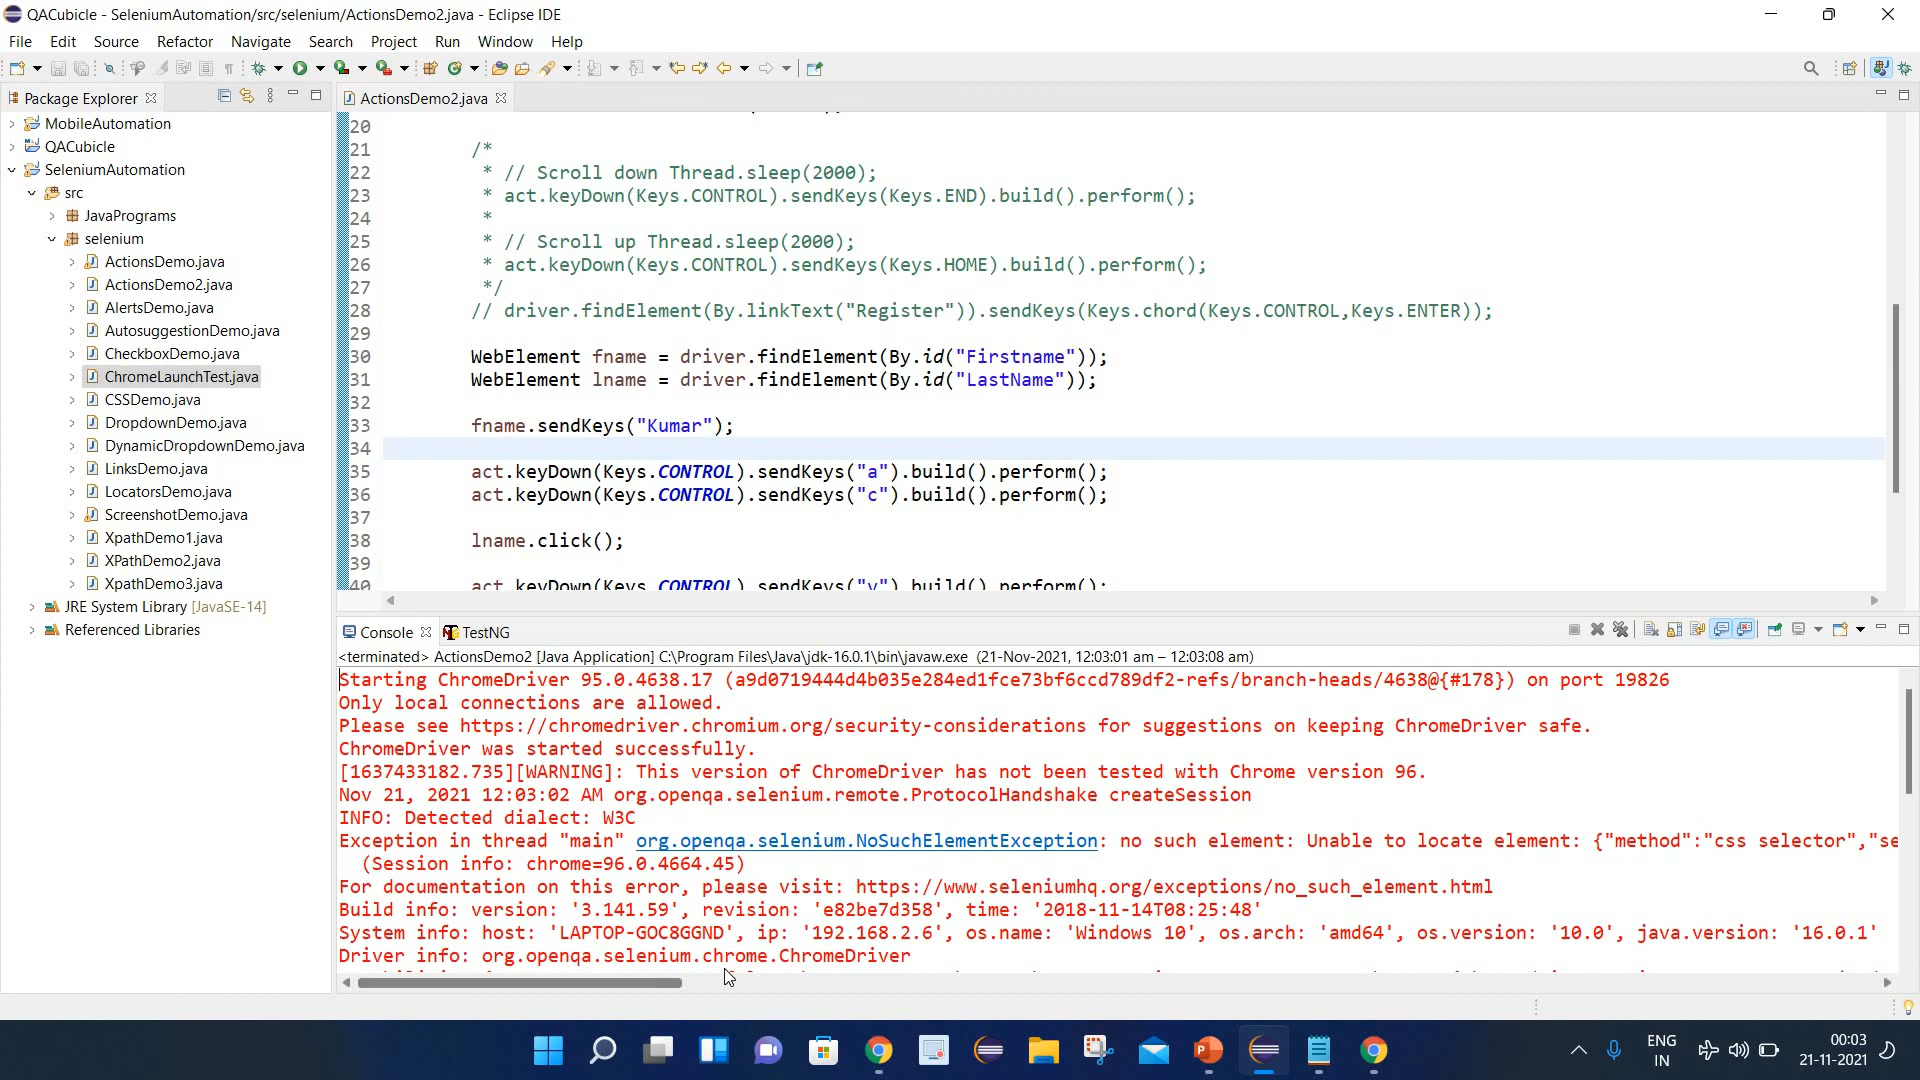 QACubicle - SeleniumAutomation/src/selenium/ActionsDemo2.java - Eclipse IDE
File Edit Source Refactor Navigate Search Project Run Window Help
Package Explorer
MobileAutomation
QACubicle
SeleniumAutomation
src
JavaPrograms
selenium
ActionsDemo.java
ActionsDemo2.java
AlertsDemo.java
AutosuggestionDemo.java
CheckboxDemo.java
ChromeLaunchTest.java
CSSDemo.java
DropdownDemo.java
DynamicDropdownDemo.java
LinksDemo.java
LocatorsDemo.java
ScreenshotDemo.java
XpathDemo1.java
XPathDemo2.java
XpathDemo3.java
JRE System Library [JavaSE-14]
Referenced Libraries
ActionsDemo2.java
20
21 /*
22 * // Scroll down Thread.sleep(2000);
23 * act.keyDown(Keys.CONTROL).sendKeys(Keys.END).build().perform();
24 *
25 * // Scroll up Thread.sleep(2000);
26 * act.keyDown(Keys.CONTROL).sendKeys(Keys.HOME).build().perform();
27 */
28 // driver.findElement(By.linkText("Register")).sendKeys(Keys.chord(Keys.CONTROL,Keys.ENTER));
29
30 WebElement fname = driver.findElement(By.id("Firstname"));
31 WebElement lname = driver.findElement(By.id("LastName"));
32
33 fname.sendKeys("Kumar");
34
35 act.keyDown(Keys.CONTROL).sendKeys("a").build().perform();
36 act.keyDown(Keys.CONTROL).sendKeys("c").build().perform();
37
38 lname.click();
39
40 act.keyDown(Keys.CONTROL).sendKeys("v").build().perform();
Console TestNG
<terminated> ActionsDemo2 [Java Application] C:\Program Files\Java\jdk-16.0.1\bin\javaw.exe (21-Nov-2021, 12:03:01 am – 12:03:08 am)
Starting ChromeDriver 95.0.4638.17 (a9d0719444d4b035e284ed1fce73bf6ccd789df2-refs/branch-heads/4638@{#178}) on port 19826
Only local connections are allowed.
Please see https://chromedriver.chromium.org/security-considerations for suggestions on keeping ChromeDriver safe.
ChromeDriver was started successfully.
[1637433182.735][WARNING]: This version of ChromeDriver has not been tested with Chrome version 96.
Nov 21, 2021 12:03:02 AM org.openqa.selenium.remote.ProtocolHandshake createSession
INFO: Detected dialect: W3C
Exception in thread "main" org.openqa.selenium.NoSuchElementException: no such element: Unable to locate element: {"method":"css selector","se
(Session info: chrome=96.0.4664.45)
For documentation on this error, please visit: https://www.seleniumhq.org/exceptions/no_such_element.html
Build info: version: '3.141.59', revision: 'e82be7d358', time: '2018-11-14T08:25:48'
System info: host: 'LAPTOP-GOC8GGND', ip: '192.168.2.6', os.name: 'Windows 10', os.arch: 'amd64', os.version: '10.0', java.version: '16.0.1'
Driver info: org.openqa.selenium.chrome.ChromeDriver
ENG
IN
00:03
21-11-2021